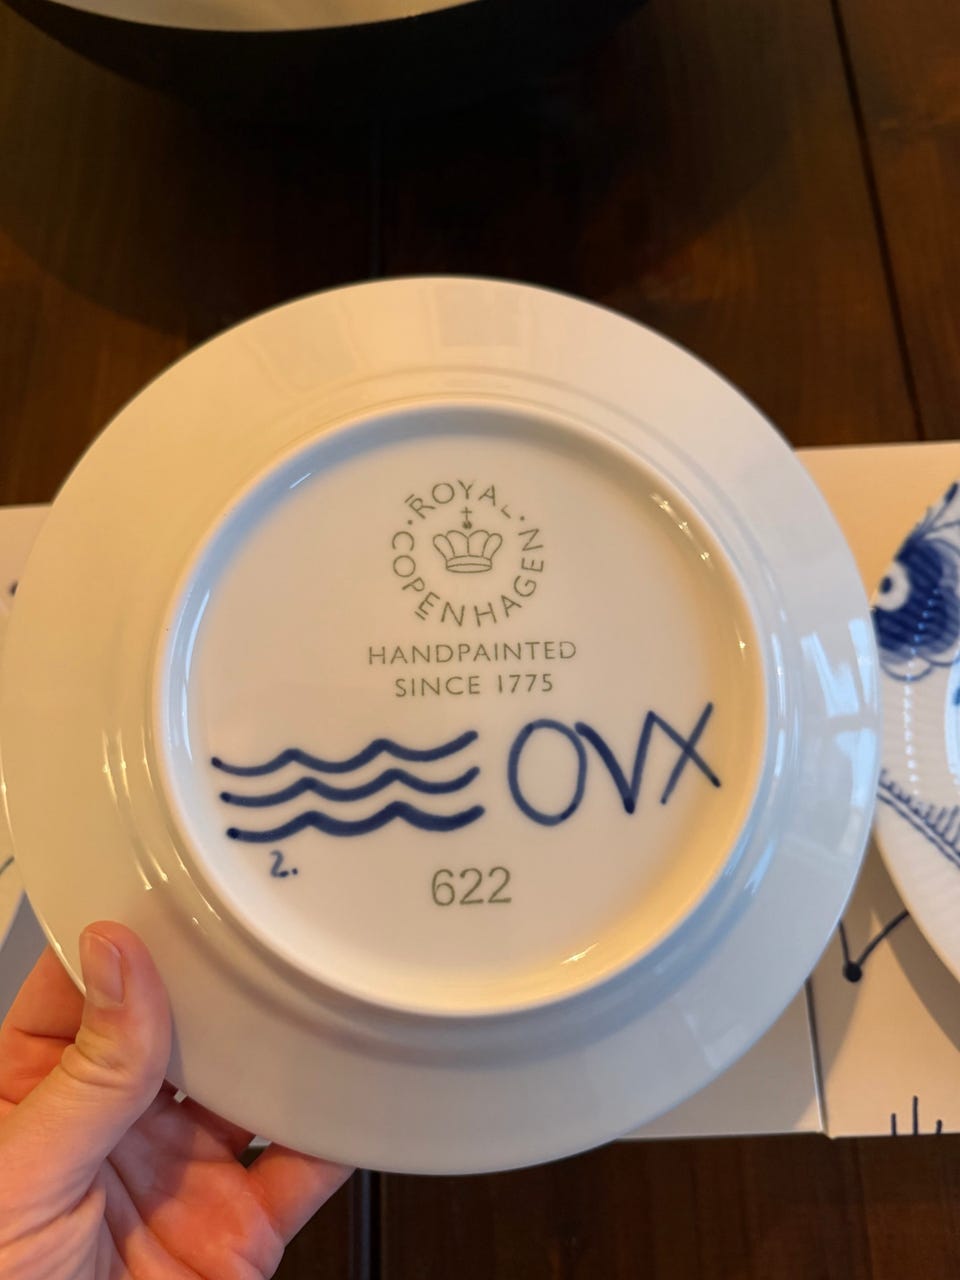 ROYAL COPENHAGEN
HANDPAINTED
SINCE 1775
OVX
2.
622